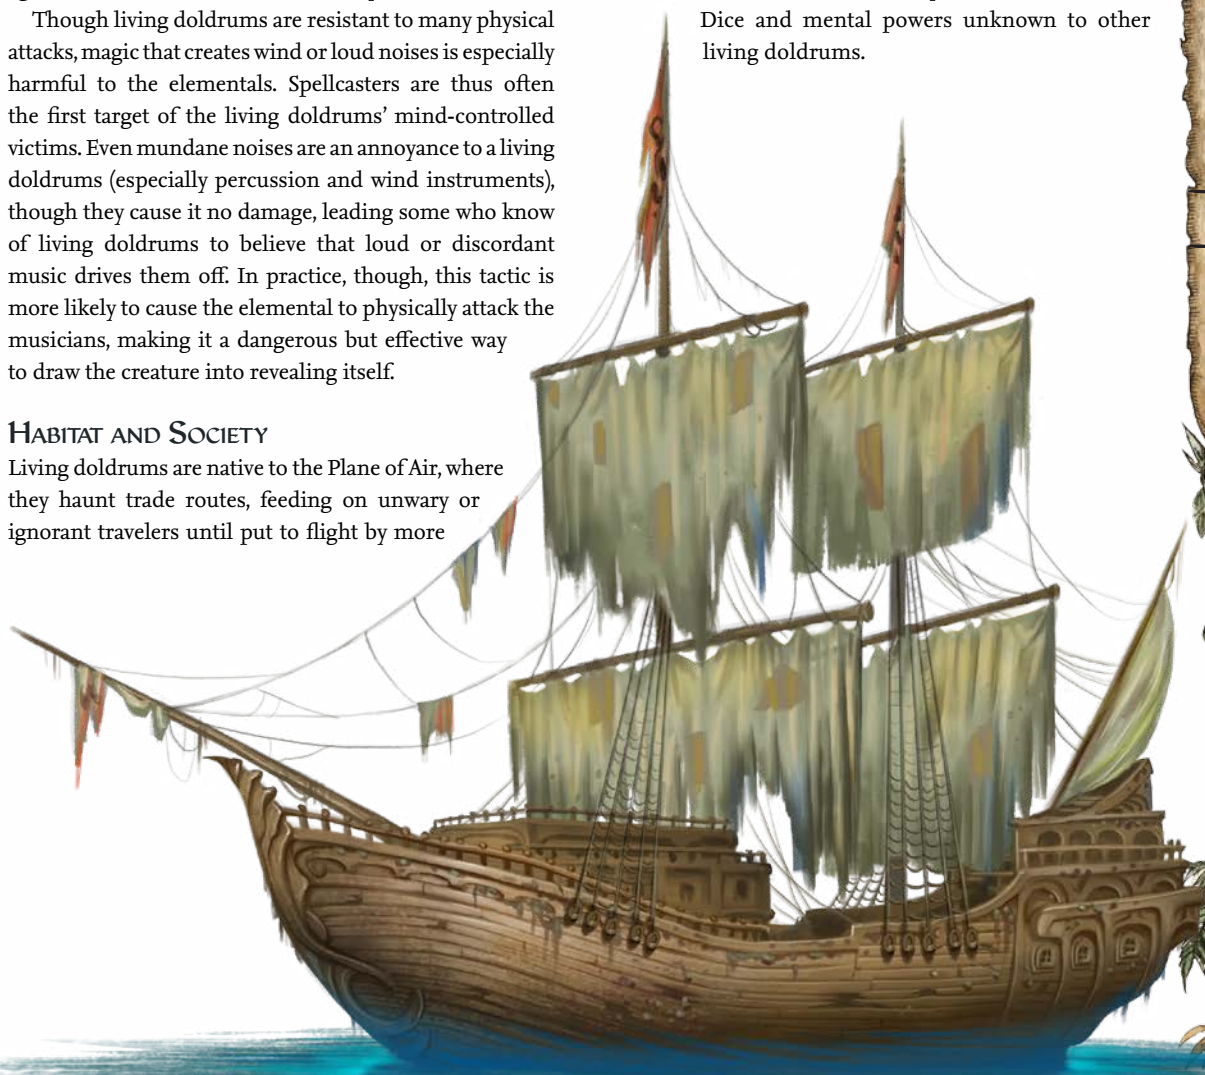 Though living doldrums are resistant to many physical
attacks, magic that creates wind or loud noises is especially
harmful to the elementals. Spellcasters are thus often
the first target of the living doldrums’ mind-controlled
victims. Even mundane noises are an annoyance to a living
doldrums (especially percussion and wind instruments),
though they cause it no damage, leading some who know
of living doldrums to believe that loud or discordant
music drives them off. In practice, though, this tactic is
more likely to cause the elemental to physically attack the
musicians, making it a dangerous but effective way
to draw the creature into revealing itself.
Habitat and Society
Living doldrums are native to the Plane of Air, where
they haunt trade routes, feeding on unwary or
ignorant travelers until put to flight by more
Dice and mental powers unknown to other
living doldrums.